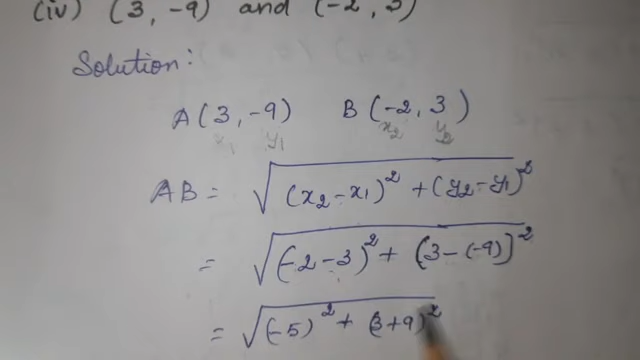 (iv) (3, -9) and (-2, 3)
Solution:
A(3, -9) B(-2, 3)
x₁ y₁ x₂ y₂
AB = √((x₂-x₁)² + (y₂-y₁)²)
= √((-2-3)² + (3-(-9))²)
= √((-5)² + (3+9)²)